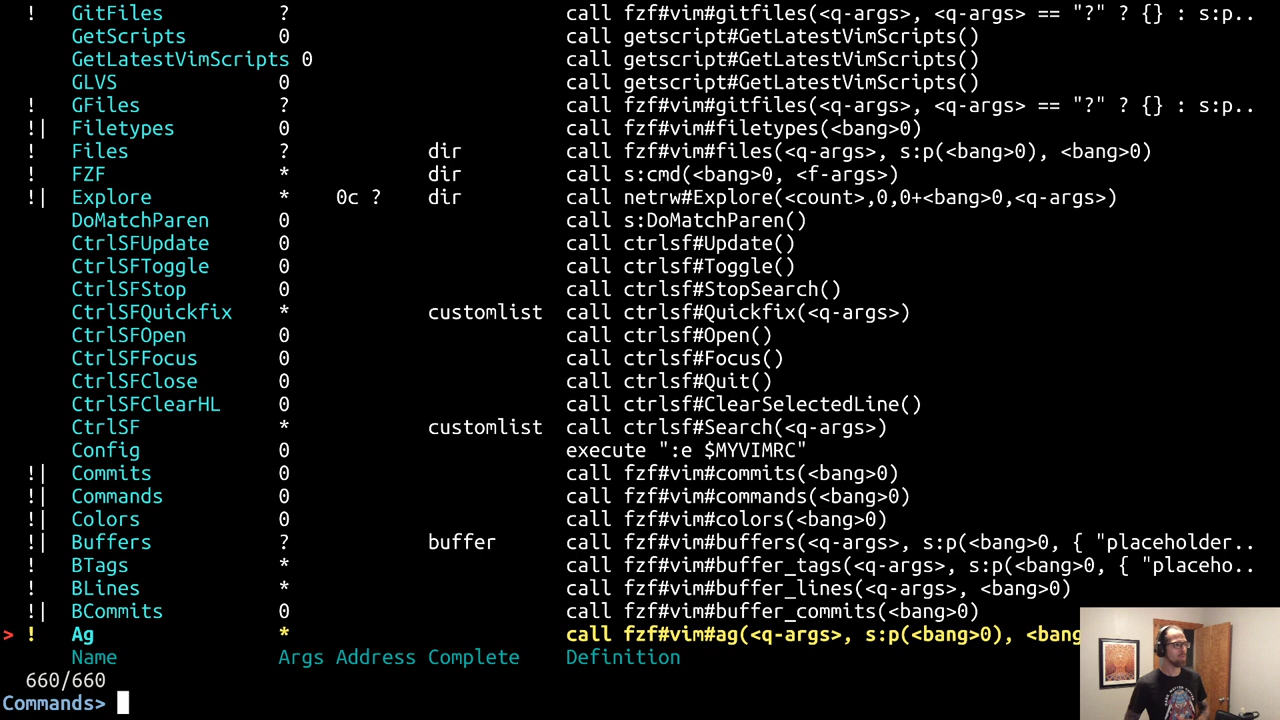 ! GitFiles ? call fzf#vim#gitfiles(<q-args>, <q-args> == "?" ? {} : s:p..
GetScripts 0 call getscript#GetLatestVimScripts()
GetLatestVimScripts 0 call getscript#GetLatestVimScripts()
GLVS 0 call getscript#GetLatestVimScripts()
! GFiles ? call fzf#vim#gitfiles(<q-args>, <q-args> == "?" ? {} : s:p..
!| Filetypes 0 call fzf#vim#filetypes(<bang>0)
! Files ? dir call fzf#vim#files(<q-args>, s:p(<bang>0), <bang>0)
! FZF * dir call s:cmd(<bang>0, <f-args>)
!| Explore * 0c ? dir call netrw#Explore(<count>,0,0+<bang>0,<q-args>)
DoMatchParen 0 call s:DoMatchParen()
CtrlSFUpdate 0 call ctrlsf#Update()
CtrlSFToggle 0 call ctrlsf#Toggle()
CtrlSFStop 0 call ctrlsf#StopSearch()
CtrlSFQuickfix * customlist call ctrlsf#Quickfix(<q-args>)
CtrlSFOpen 0 call ctrlsf#Open()
CtrlSFFocus 0 call ctrlsf#Focus()
CtrlSFClose 0 call ctrlsf#Quit()
CtrlSFClearHL 0 call ctrlsf#ClearSelectedLine()
CtrlSF * customlist call ctrlsf#Search(<q-args>)
Config 0 execute ":e $MYVIMRC"
!| Commits 0 call fzf#vim#commits(<bang>0)
!| Commands 0 call fzf#vim#commands(<bang>0)
!| Colors 0 call fzf#vim#colors(<bang>0)
!| Buffers ? buffer call fzf#vim#buffers(<q-args>, s:p(<bang>0, { "placeholder..
! BTags * call fzf#vim#buffer_tags(<q-args>, s:p(<bang>0, { "placeho..
! BLines * call fzf#vim#buffer_lines(<q-args>, <bang>0)
!| BCommits 0 call fzf#vim#buffer_commits(<bang>0)
> ! Ag * call fzf#vim#ag(<q-args>, s:p(<bang>0), <bang
Name Args Address Complete Definition
660/660
Commands>